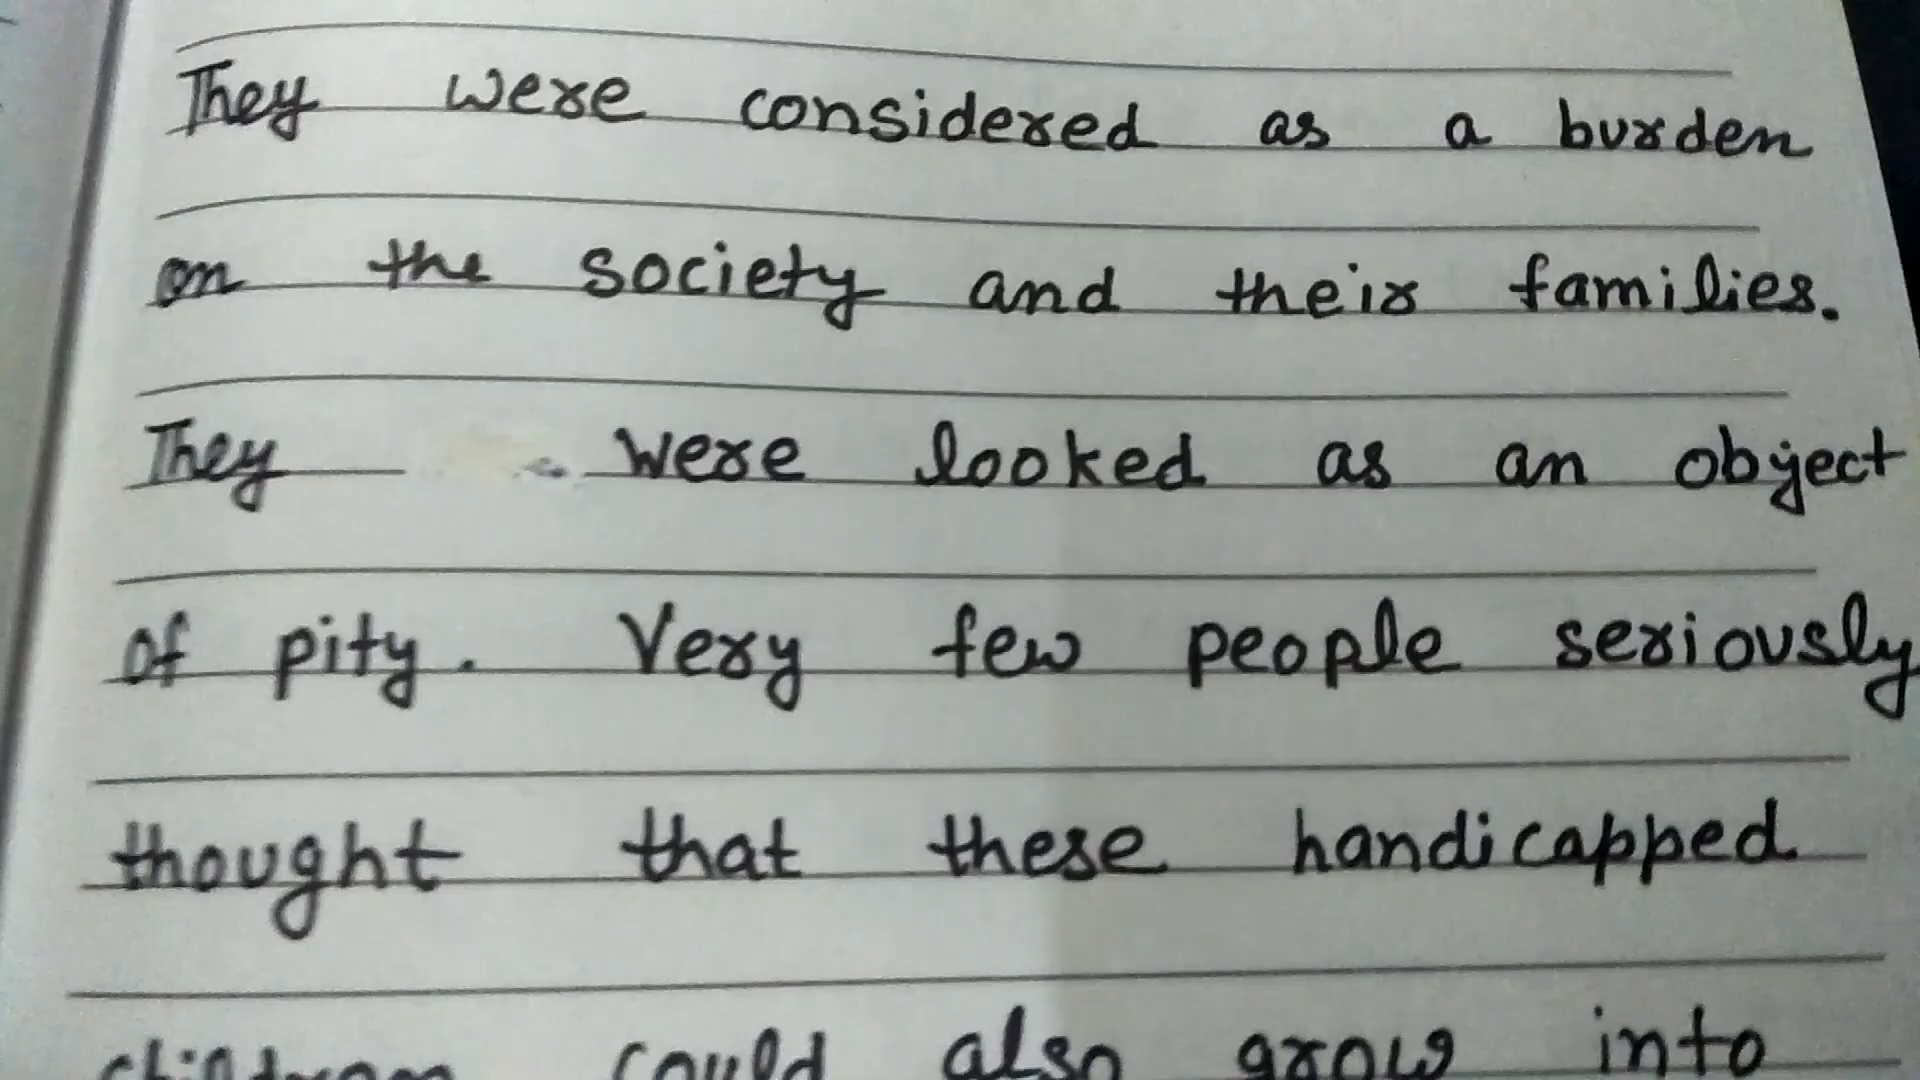 They were considered as a burden
on the society and their families.
They were looked as an object
of pity. Very few people seriously
thought that these handicapped
children could also grow into